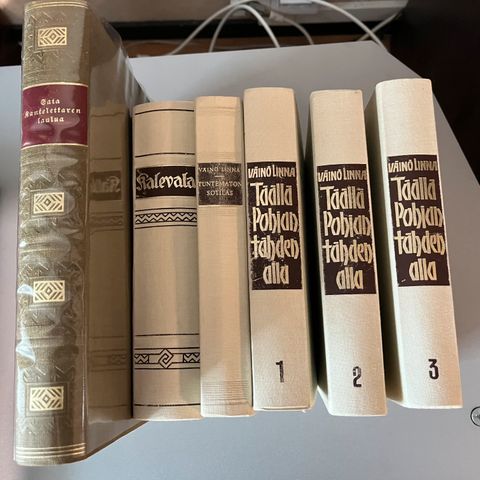 Sata
Kantelettaren
laulua
Kalevala
VÄINÖ LINNA
TUNTEMATON
SOTILAS
VÄINÖ LINNA
Täällä
Pohjan
tähden
alla
1
VÄINÖ LINNA
Täällä
Pohjan
tähden
alla
2
VÄINÖ LINNA
Täällä
Pohjan
tähden
alla
3